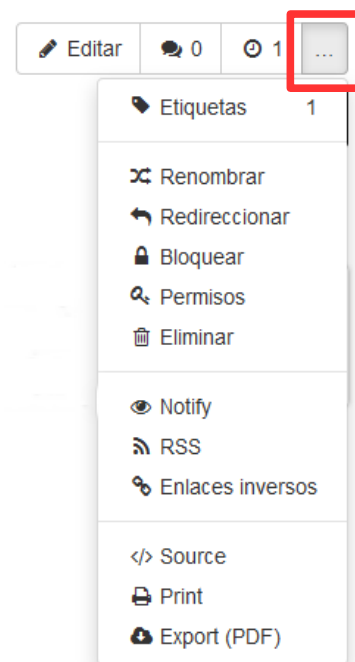 Editar 0 1 ...
Etiquetas 1
Renombrar
Redireccionar
Bloquear
Permisos
Eliminar
Notify
RSS
Enlaces inversos
</> Source
Print
Export (PDF)